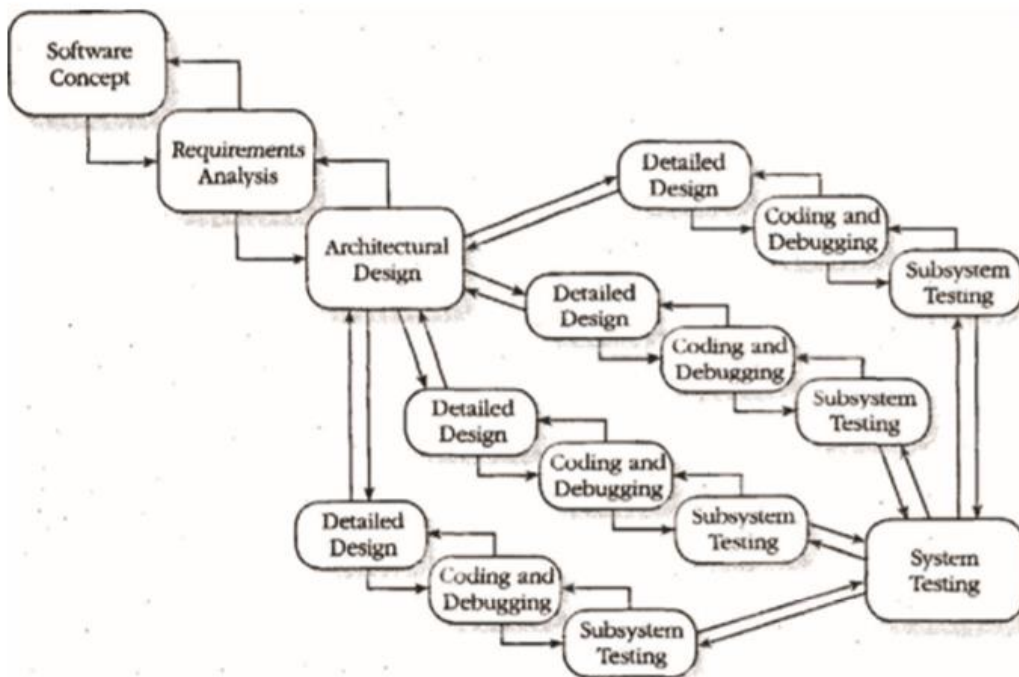 Software
Concept
Requirements
Analysis
Architectural
Design
Detailed
Design
Coding and
Debugging
Subsystem
Testing
Detailed
Design
Coding and
Debugging
Subsystem
Testing
Detailed
Design
Coding and
Debugging
Subsystem
Testing
Detailed
Design
Coding and
Debugging
Subsystem
Testing
System
Testing